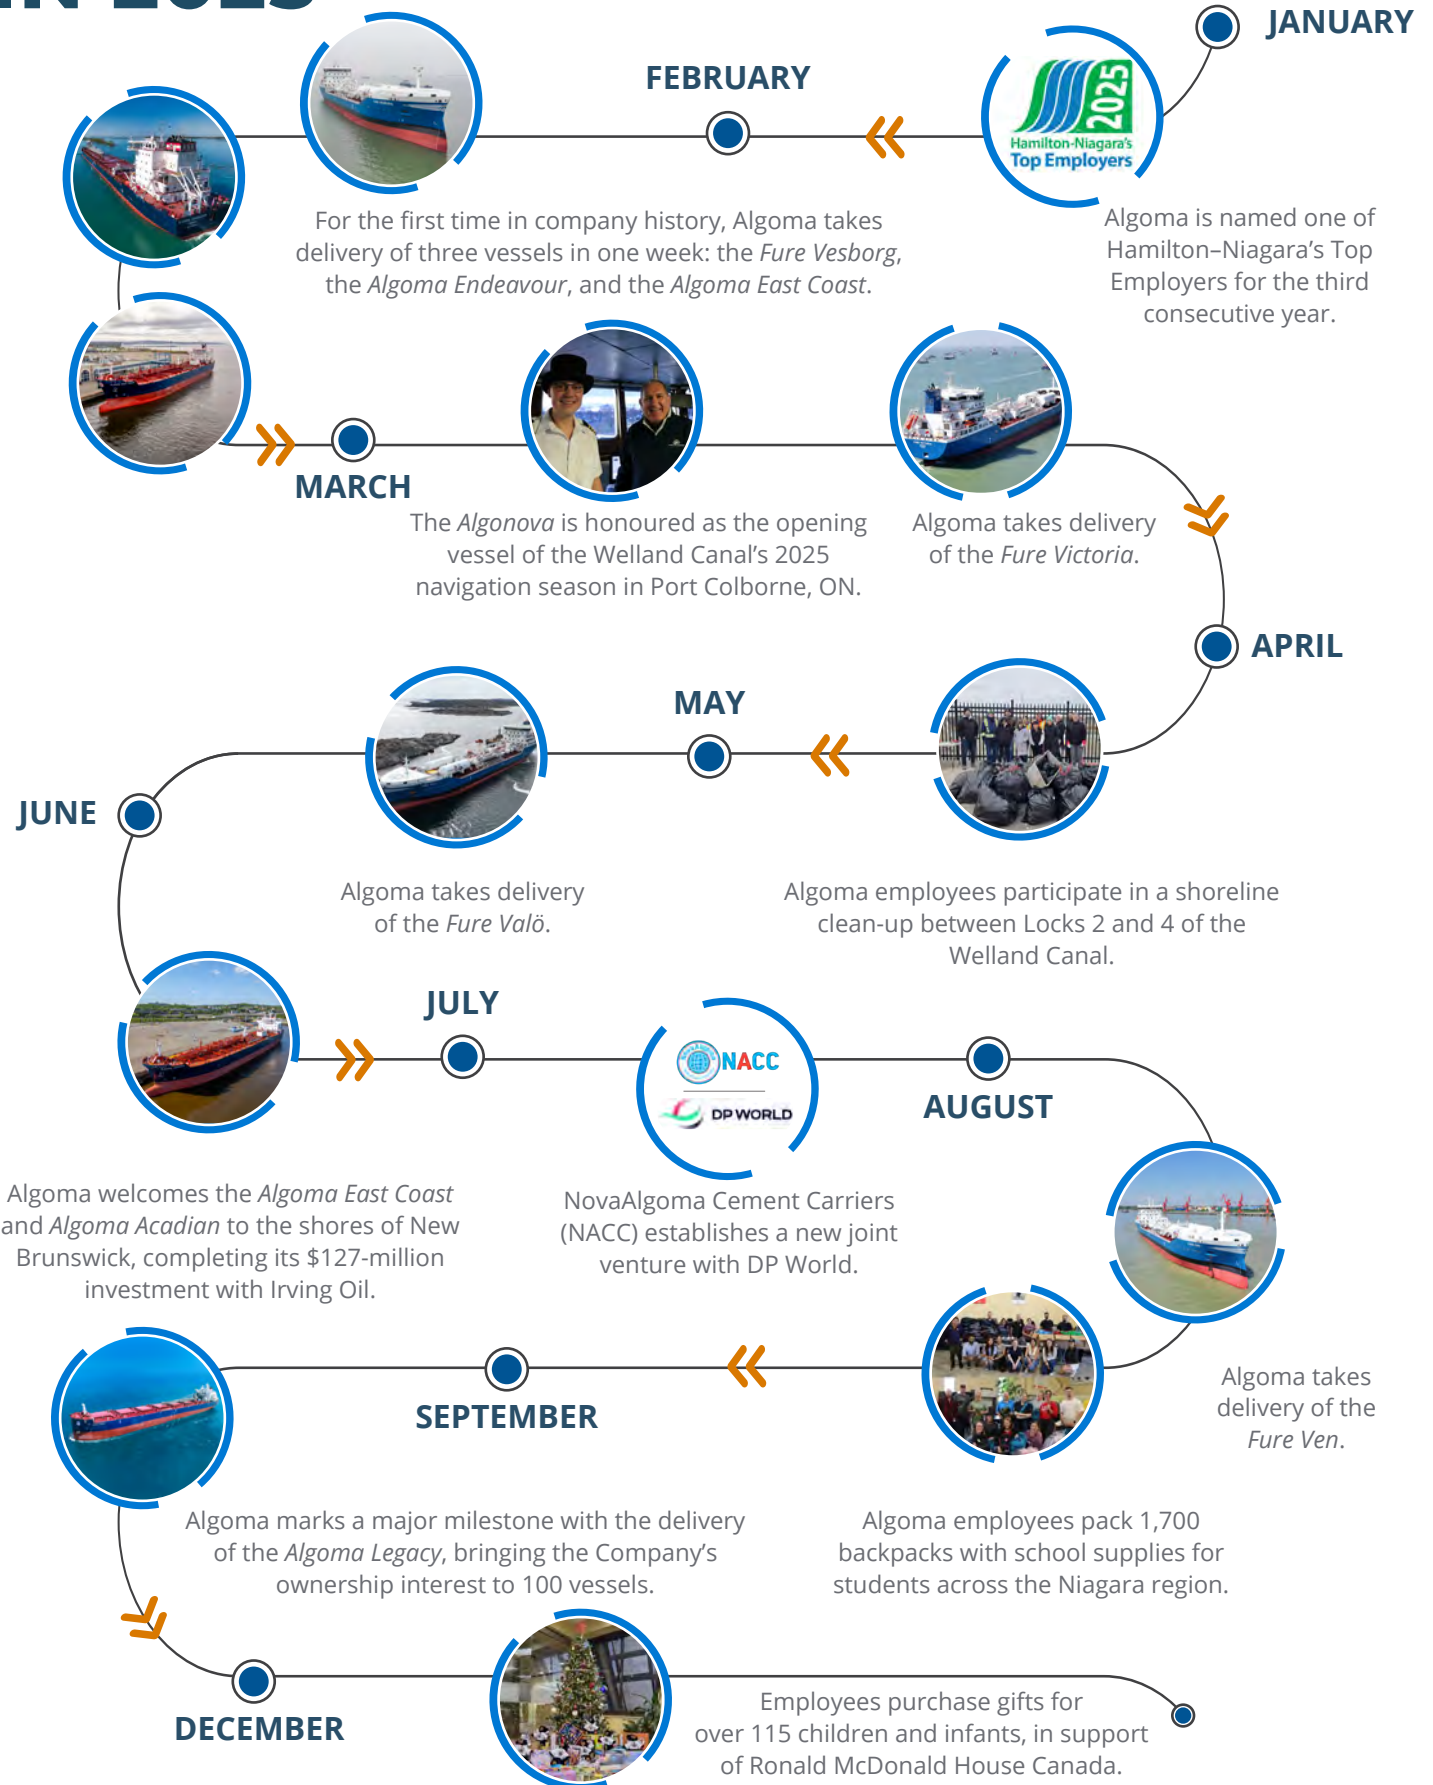 IN 2025
JANUARY
2025
Hamilton-Niagara's
Top Employers
Algoma is named one of
Hamilton–Niagara's Top
Employers for the third
consecutive year.
FEBRUARY
For the first time in company history, Algoma takes
delivery of three vessels in one week: the Fure Vesborg,
the Algoma Endeavour, and the Algoma East Coast.
MARCH
The Algonova is honoured as the opening
vessel of the Welland Canal's 2025
navigation season in Port Colborne, ON.
Algoma takes delivery
of the Fure Victoria.
APRIL
Algoma employees participate in a shoreline
clean-up between Locks 2 and 4 of the
Welland Canal.
MAY
Algoma takes delivery
of the Fure Valö.
JUNE
Algoma welcomes the Algoma East Coast
and Algoma Acadian to the shores of New
Brunswick, completing its $127-million
investment with Irving Oil.
JULY
NACC
DP WORLD
NovaAlgoma Cement Carriers
(NACC) establishes a new joint
venture with DP World.
AUGUST
Algoma takes
delivery of the
Fure Ven.
Algoma employees pack 1,700
backpacks with school supplies for
students across the Niagara region.
SEPTEMBER
Algoma marks a major milestone with the delivery
of the Algoma Legacy, bringing the Company's
ownership interest to 100 vessels.
DECEMBER
Employees purchase gifts for
over 115 children and infants, in support
of Ronald McDonald House Canada.